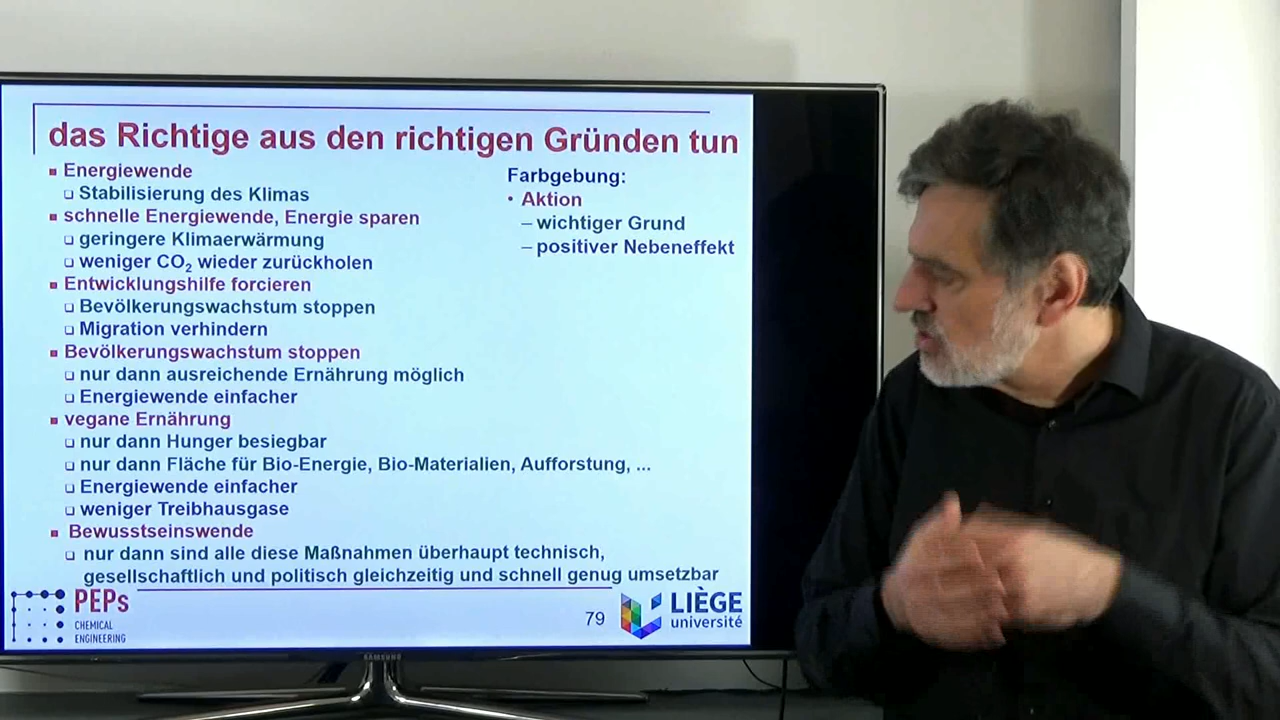 das Richtige aus den richtigen Gründen tun
Energiewende
Stabilisierung des Klimas
schnelle Energiewende, Energie sparen
geringere Klimaerwärmung
weniger CO₂ wieder zurückholen
Entwicklungshilfe forcieren
Bevölkerungswachstum stoppen
Migration verhindern
Bevölkerungswachstum stoppen
nur dann ausreichende Ernährung möglich
Energiewende einfacher
vegane Ernährung
nur dann Hunger besiegbar
nur dann Fläche für Bio-Energie, Bio-Materialien, Aufforstung, ...
Energiewende einfacher
weniger Treibhausgase
Bewusstseinswende
nur dann sind alle diese Maßnahmen überhaupt technisch,
gesellschaftlich und politisch gleichzeitig und schnell genug umsetzbar
Farbgebung:
• Aktion
– wichtiger Grund
– positiver Nebeneffekt
PEPs
CHEMICAL
ENGINEERING
79
LIÈGE
université
SAMSUNG